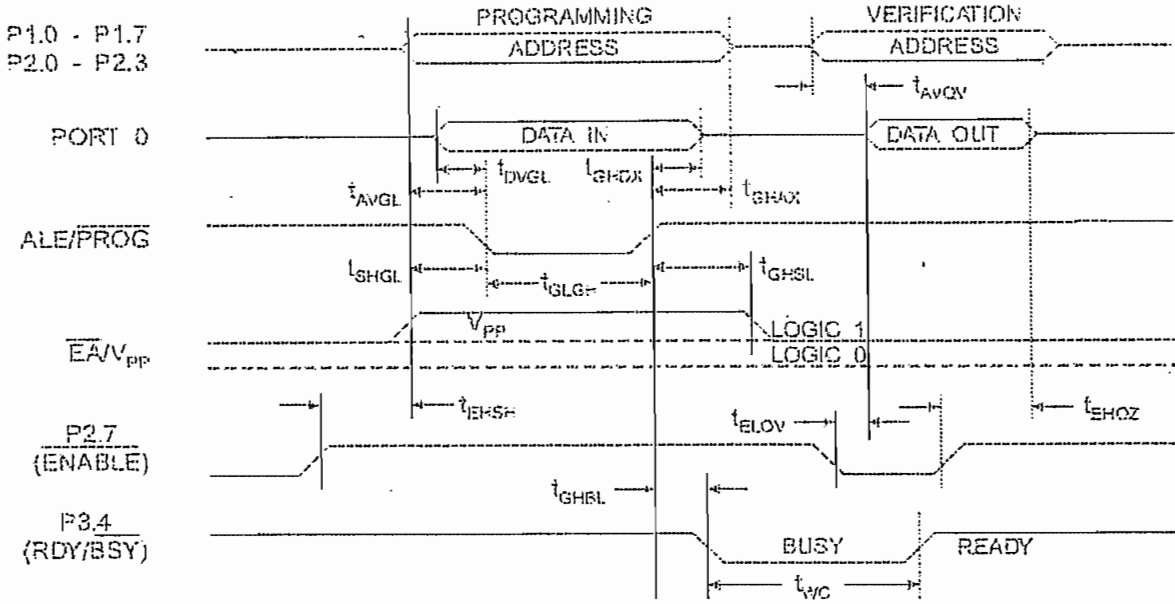 PROGRAMMING VERIFICATION
P1.0 - P1.7
P2.0 - P2.3
ADDRESS ADDRESS
tAVQV
PORT 0 DATA IN DATA OUT
tDVGL tGHDX
tAVGL tGHAX
ALE/PROG
tSHGL tGLGH tGHSL
VPP LOGIC 1
EA/VPP LOGIC 0
tEHSH tELQV tEHQZ
P2.7
(ENABLE)
tGHBL
P3.4
(RDY/BSY) BUSY READY
tWC